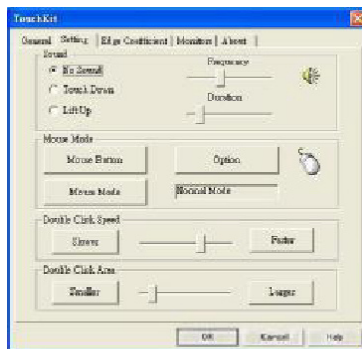 TouchKit
General Setting Edge Coefficient Monitors About
Sound
No Sound
Touch Down
Lift Up
Frequency
Duration
Mouse Mode
Mouse Button
Option
Mouse Mode
Normal Mode
Double Click Speed
Slower
Faster
Double Click Area
Smaller
Larger
OK
Cancel
Help